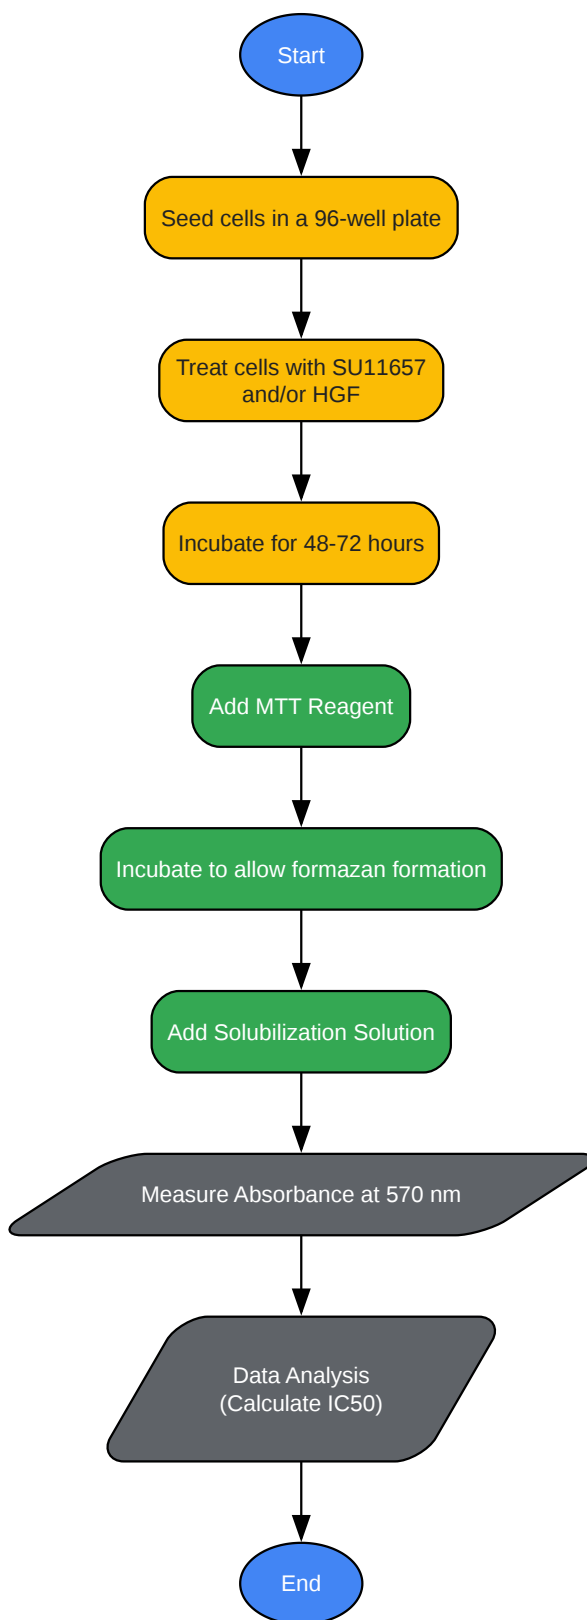 Start
Seed cells in a 96-well plate
Treat cells with SU11657
and/or HGF
Incubate for 48-72 hours
Add MTT Reagent
Incubate to allow formazan formation
Add Solubilization Solution
Measure Absorbance at 570 nm
Data Analysis
(Calculate IC50)
End